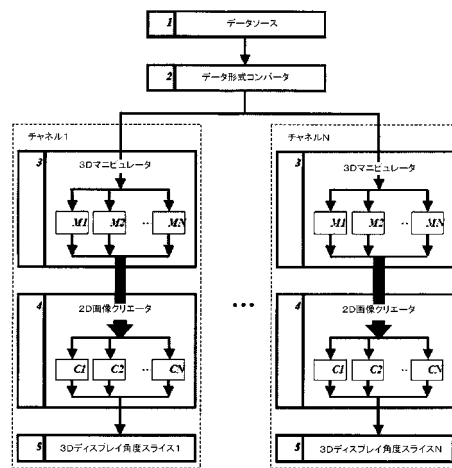 1 データソース
2 データ形式コンバータ
チャネル1
3 3Dマニピュレータ
M1 M2 .. MN
4 2D画像クリエータ
C1 C2 .. CN
5 3Dディスプレイ角度スライス1
...
チャネルN
3 3Dマニピュレータ
M1 M2 .. MN
4 2D画像クリエータ
C1 C2 .. CN
5 3Dディスプレイ角度スライスN